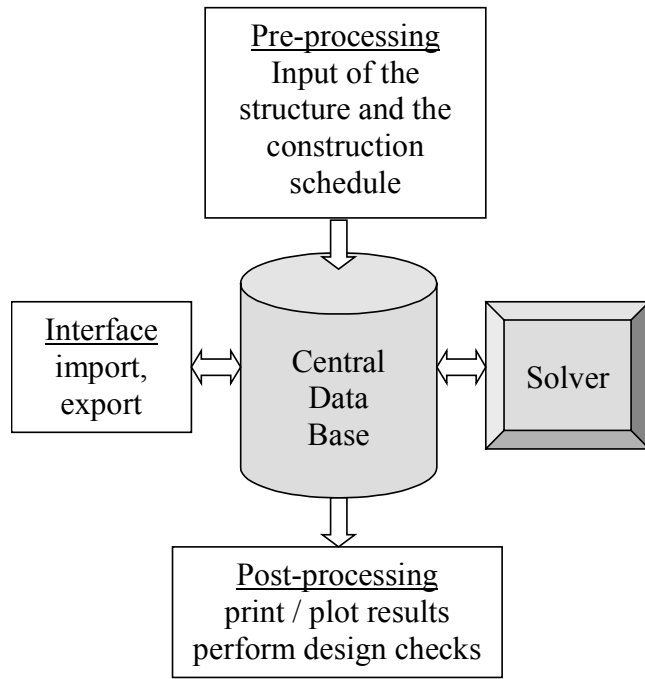 Pre-processing
Input of the
structure and the
construction
schedule
Interface
import,
export
Central
Data
Base
Solver
Post-processing
print / plot results
perform design checks